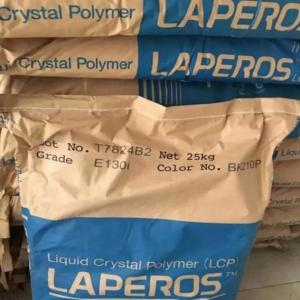 Crystal Polymer LAPEROS
Crystal Polymer LAPEROS
Lot No. T7824B2 Net 25kg
Grade E130i Color No. BK210P
Liquid Crystal Polymer (LCP)
LAPEROS™